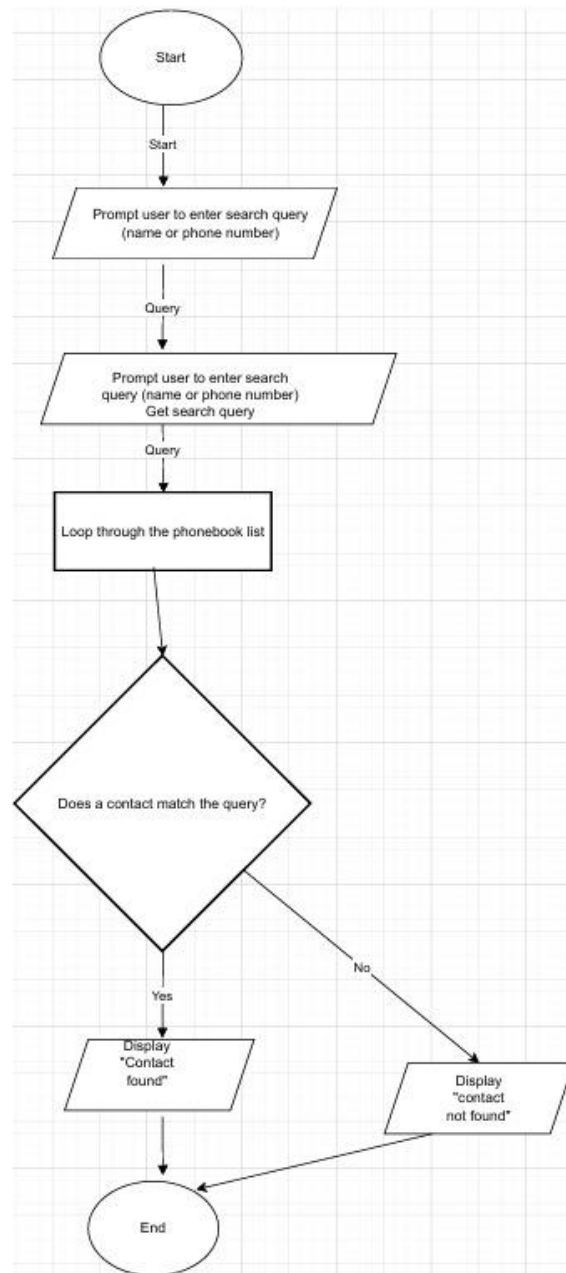 Start
Start
Prompt user to enter search query
(name or phone number)
Query
Prompt user to enter search
query (name or phone number)
Get search query
Query
Loop through the phonebook list
Does a contact match the query?
No
Yes
Display
"Contact
found"
Display
"contact
not found"
End